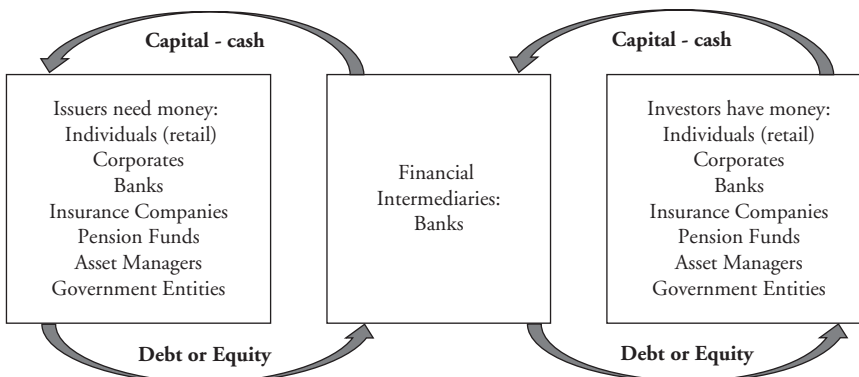 Capital - cash
Capital - cash
Issuers need money:
Individuals (retail)
Corporates
Banks
Insurance Companies
Pension Funds
Asset Managers
Government Entities
Financial
Intermediaries:
Banks
Investors have money:
Individuals (retail)
Corporates
Banks
Insurance Companies
Pension Funds
Asset Managers
Government Entities
Debt or Equity
Debt or Equity